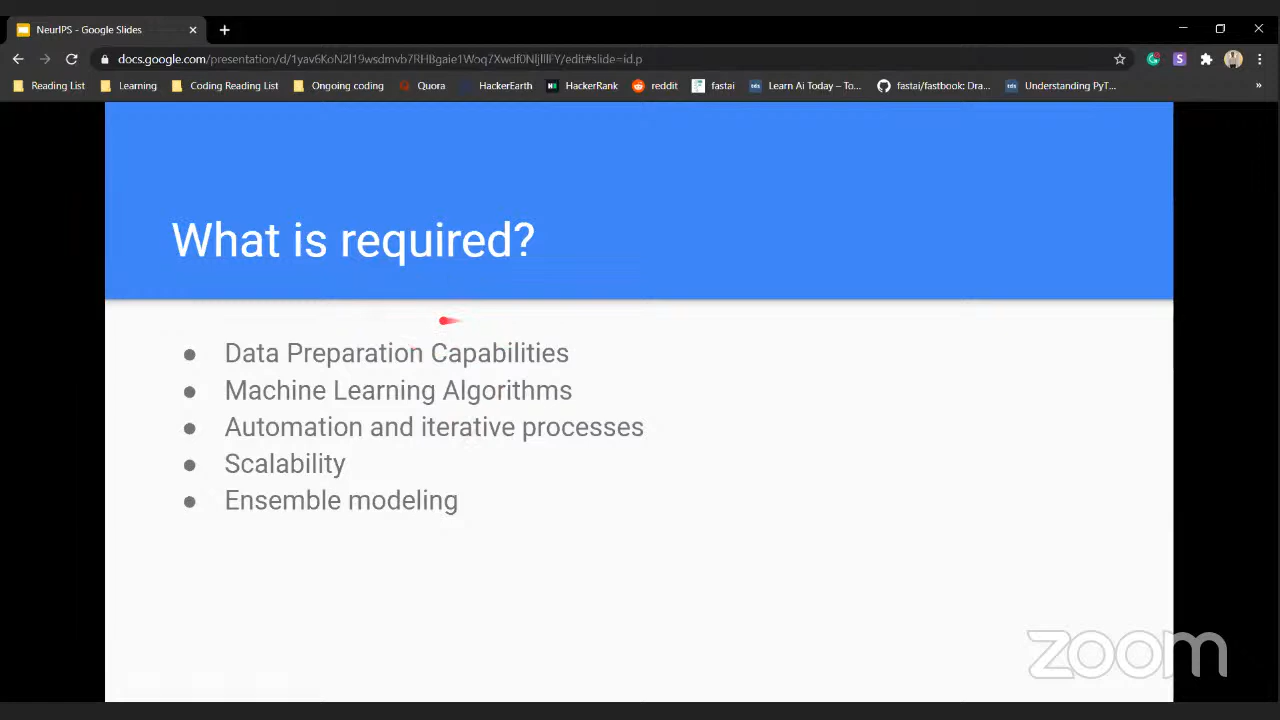 NeurIPS - Google Slides
docs.google.com/presentation/d/1yav6KoN2l19wsdmvb7RHBgaie1Woq7Xwdf0NljlllFY/edit#slide=id.p
Reading List Learning Coding Reading List Ongoing coding Quora HackerEarth HackerRank reddit fastai Learn Ai Today – To... fastai/fastbook: Dra... Understanding PyT... »
What is required?
● Data Preparation Capabilities
● Machine Learning Algorithms
● Automation and iterative processes
● Scalability
● Ensemble modeling
zoom